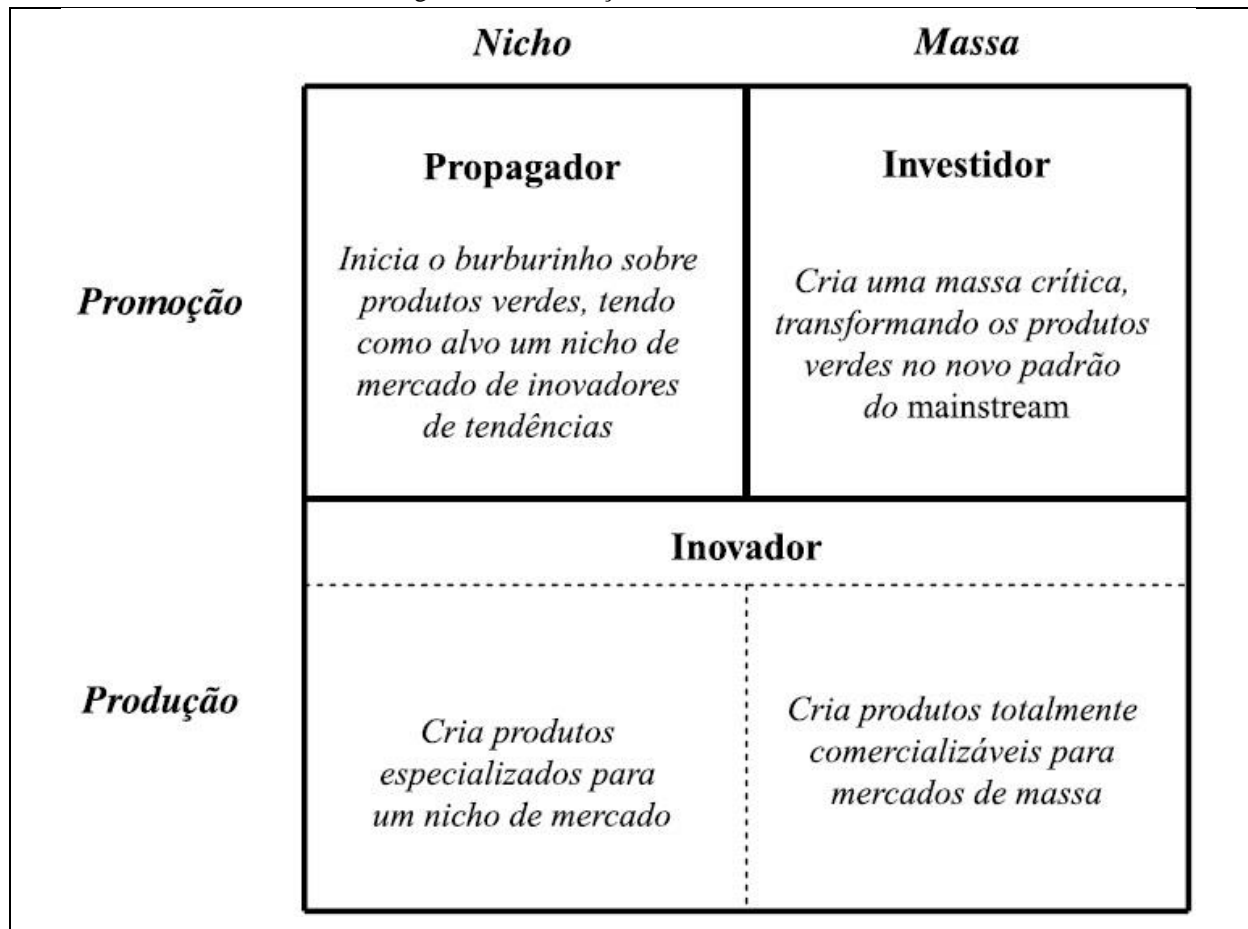 Nicho
Massa
Promoção
Propagador
Inicia o burburinho sobre
produtos verdes, tendo
como alvo um nicho de
mercado de inovadores
de tendências
Investidor
Cria uma massa crítica,
transformando os produtos
verdes no novo padrão
do mainstream
Inovador
Produção
Cria produtos
especializados para
um nicho de mercado
Cria produtos totalmente
comercializáveis para
mercados de massa